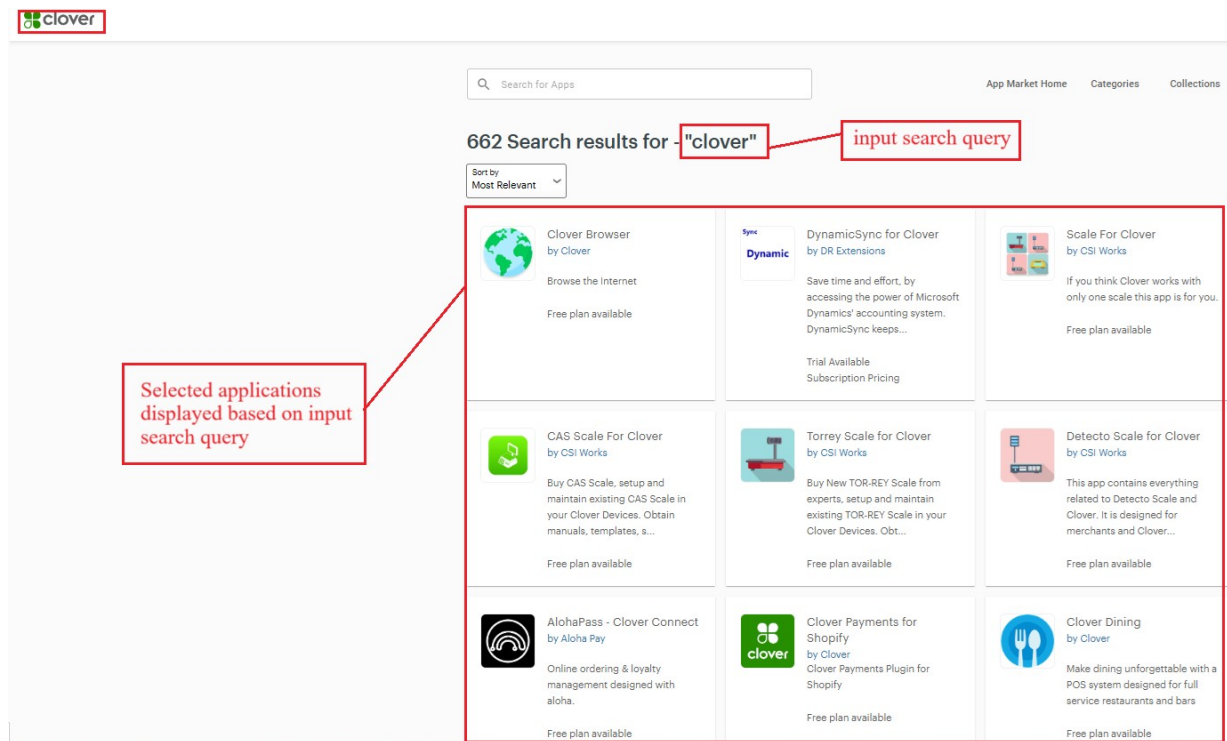 clover
Search for Apps
App Market Home
Categories
Collections
662 Search results for - "clover"
input search query
Sort by
Most Relevant
Clover Browser
by Clover
Browse the Internet
Free plan available
Sync
Dynamic
DynamicSync for Clover
by DR Extensions
Save time and effort, by
accessing the power of Microsoft
Dynamics' accounting system.
DynamicSync keeps...
Trial Available
Subscription Pricing
Scale For Clover
by CSI Works
If you think Clover works with
only one scale this app is for you.
Free plan available
Selected applications
displayed based on input
search query
CAS Scale For Clover
by CSI Works
Buy CAS Scale, setup and
maintain existing CAS Scale in
your Clover Devices. Obtain
manuals, templates, s...
Free plan available
Torrey Scale for Clover
by CSI Works
Buy New TOR-REY Scale from
experts, setup and maintain
existing TOR-REY Scale in your
Clover Devices. Obt...
Free plan available
Detecto Scale for Clover
by CSI Works
This app contains everything
related to Detecto Scale and
Clover. It is designed for
merchants and Clover...
Free plan available
AlohaPass - Clover Connect
by Aloha Pay
Online ordering & loyalty
management designed with
aloha.
Free plan available
clover
Clover Payments for
Shopify
by Clover
Clover Payments Plugin for
Shopify
Free plan available
Clover Dining
by Clover
Make dining unforgettable with a
POS system designed for full
service restaurants and bars
Free plan available